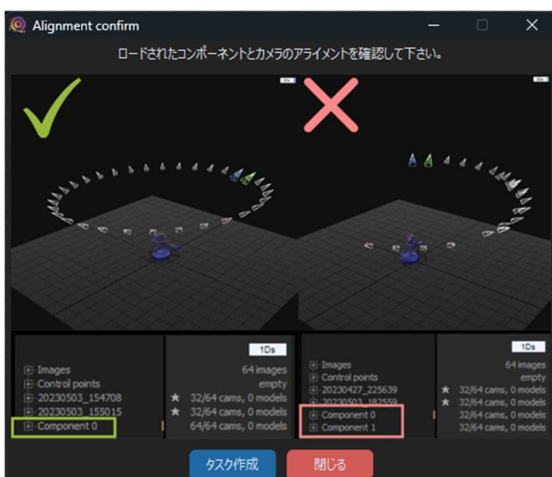 Alignment confirm
ロードされたコンポーネントとカメラのアライメントを確認して下さい。
1Ds
Images 64 images
Control points empty
20230503_154708 32/64 cams, 0 models
20230503_155015 32/64 cams, 0 models
Component 0 64/64 cams, 0 models
1Ds
Images 64 images
Control points empty
20230427_225639 32/64 cams, 0 models
20230503_182559 32/64 cams, 0 models
Component 0 32/64 cams, 0 models
Component 1 32/64 cams, 0 models
タスク作成 閉じる